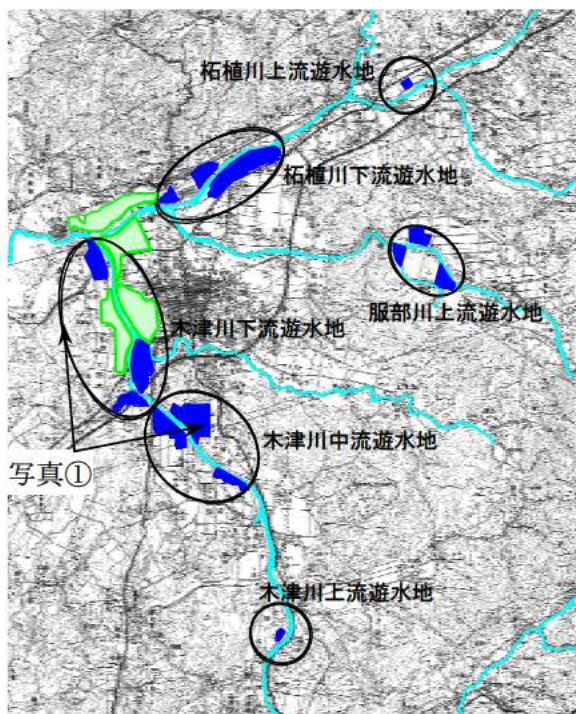 柘植川上流遊水地
柘植川下流遊水地
服部川上流遊水地
木津川下流遊水地
木津川中流遊水地
写真①
木津川上流遊水地